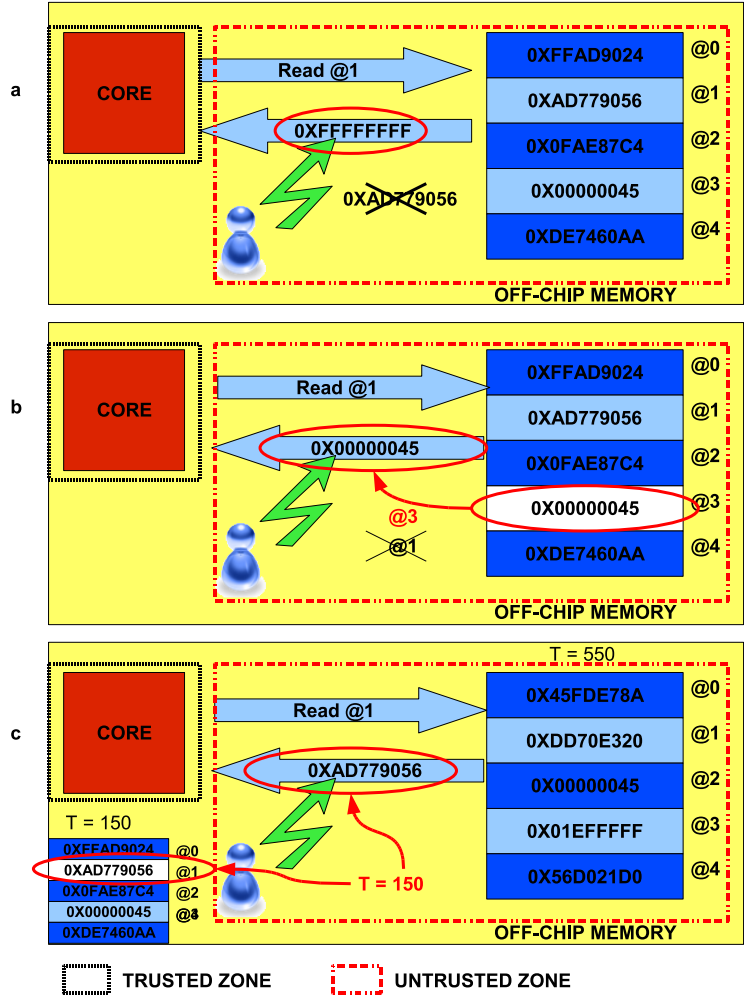 a
CORE
Read @1
0XFFFFFFFF
0XAD779056
0XFFAD9024 @0
0XAD779056 @1
0X0FAE87C4 @2
0X00000045 @3
0XDE7460AA @4
OFF-CHIP MEMORY
b
CORE
Read @1
0X00000045
@3
@1
0XFFAD9024 @0
0XAD779056 @1
0X0FAE87C4 @2
0X00000045 @3
0XDE7460AA @4
OFF-CHIP MEMORY
c
CORE
T = 550
Read @1
0XAD779056
0X45FDE78A @0
0XDD70E320 @1
0X00000045 @2
0X01EFFFFF @3
0X56D021D0 @4
T = 150
0XFFAD9024 @0
0XAD779056 @1
0X0FAE87C4 @2
0X00000045
0XDE7460AA
T = 150
OFF-CHIP MEMORY
TRUSTED ZONE
UNTRUSTED ZONE